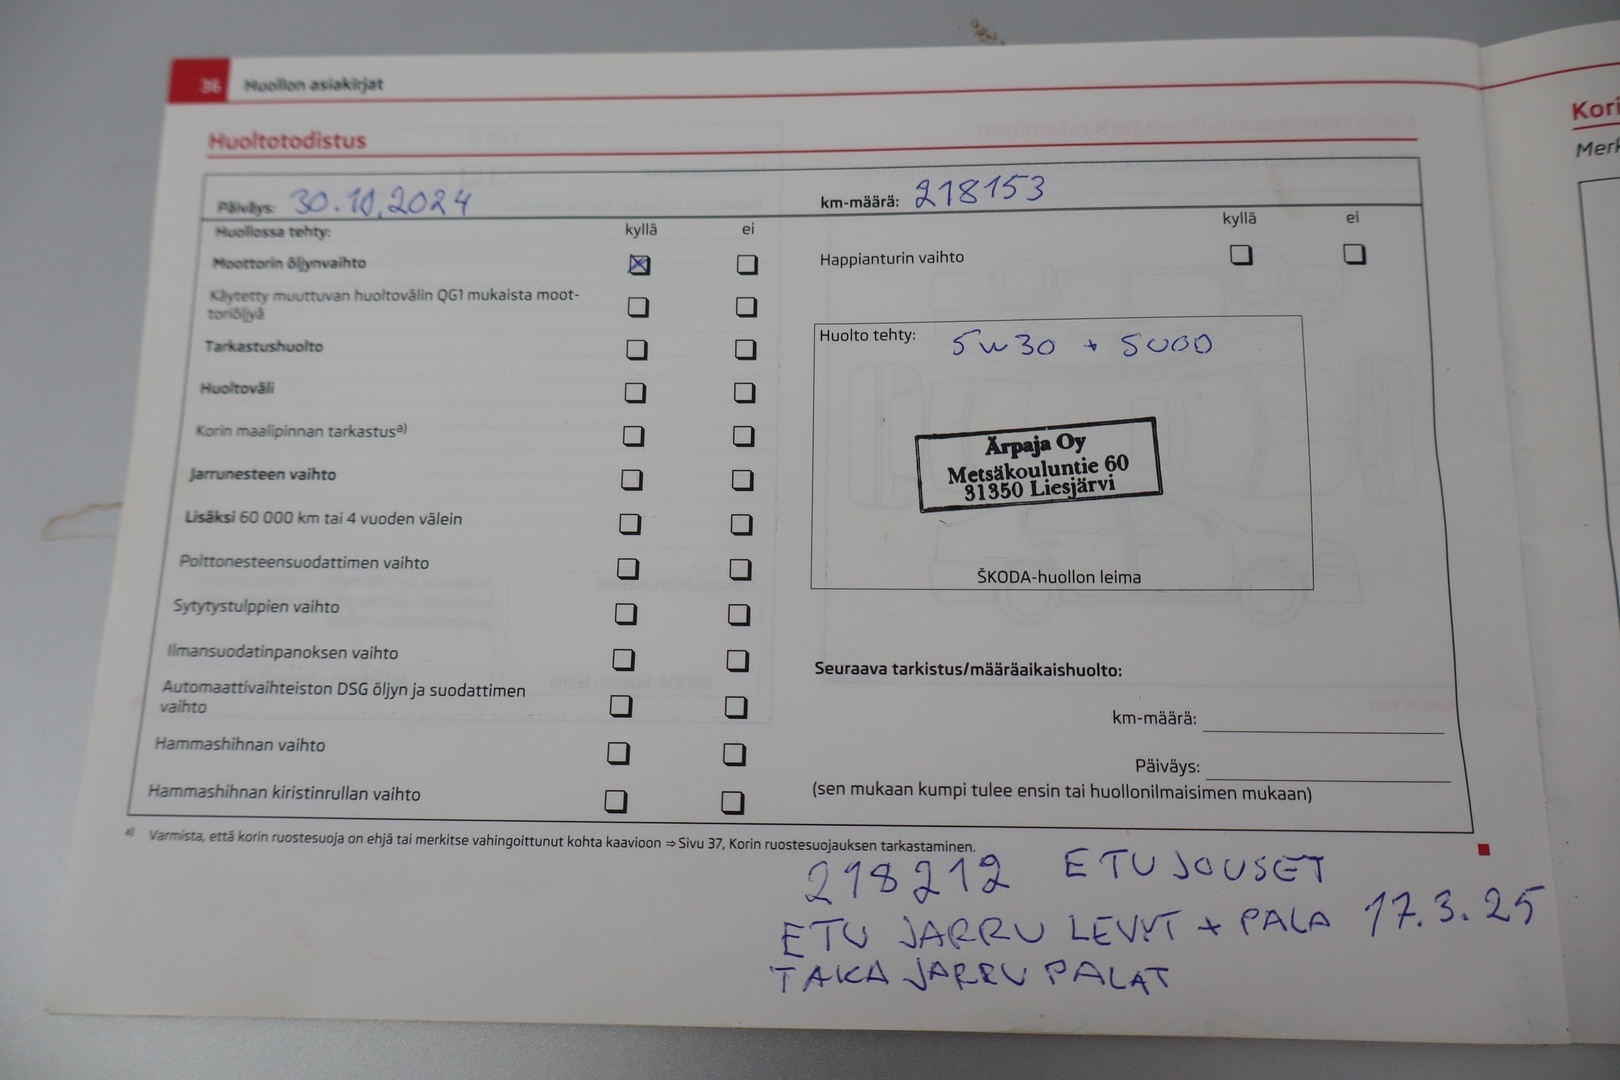 36 Huollon asiakirjat
Huoltotodistus
Päiväys: 30.10.2024
km-määrä: 218153
Huollossa tehty: kyllä ei
Moottorin öljynvaihto
Käytetty muuttuvan huoltovälin QG1 mukaista moot-
toriöljyä
Tarkastushuolto
Huoltoväli
Korin maalipinnan tarkastusa)
Jarrunesteen vaihto
Lisäksi 60 000 km tai 4 vuoden välein
Polttonesteensuodattimen vaihto
Sytytystulppien vaihto
Ilmansuodatinpanoksen vaihto
Automaattivaihteiston DSG öljyn ja suodattimen
vaihto
Hammashihnan vaihto
Hammashihnan kiristinrullan vaihto
kyllä ei
Happianturin vaihto
Huolto tehty: 5W30 + SUOD
Ärpaja Oy
Metsäkouluntie 60
31350 Liesjärvi
ŠKODA-huollon leima
Seuraava tarkistus/määräaikaishuolto:
km-määrä:
Päiväys:
(sen mukaan kumpi tulee ensin tai huollonilmaisimen mukaan)
a) Varmista, että korin ruostesuoja on ehjä tai merkitse vahingoittunut kohta kaavioon ⇒ Sivu 37, Korin ruostesuojauksen tarkastaminen.
218212 ETU JOUSET
ETU JARRU LEVYT + PALA 17.3.25
TAKA JARRU PALAT